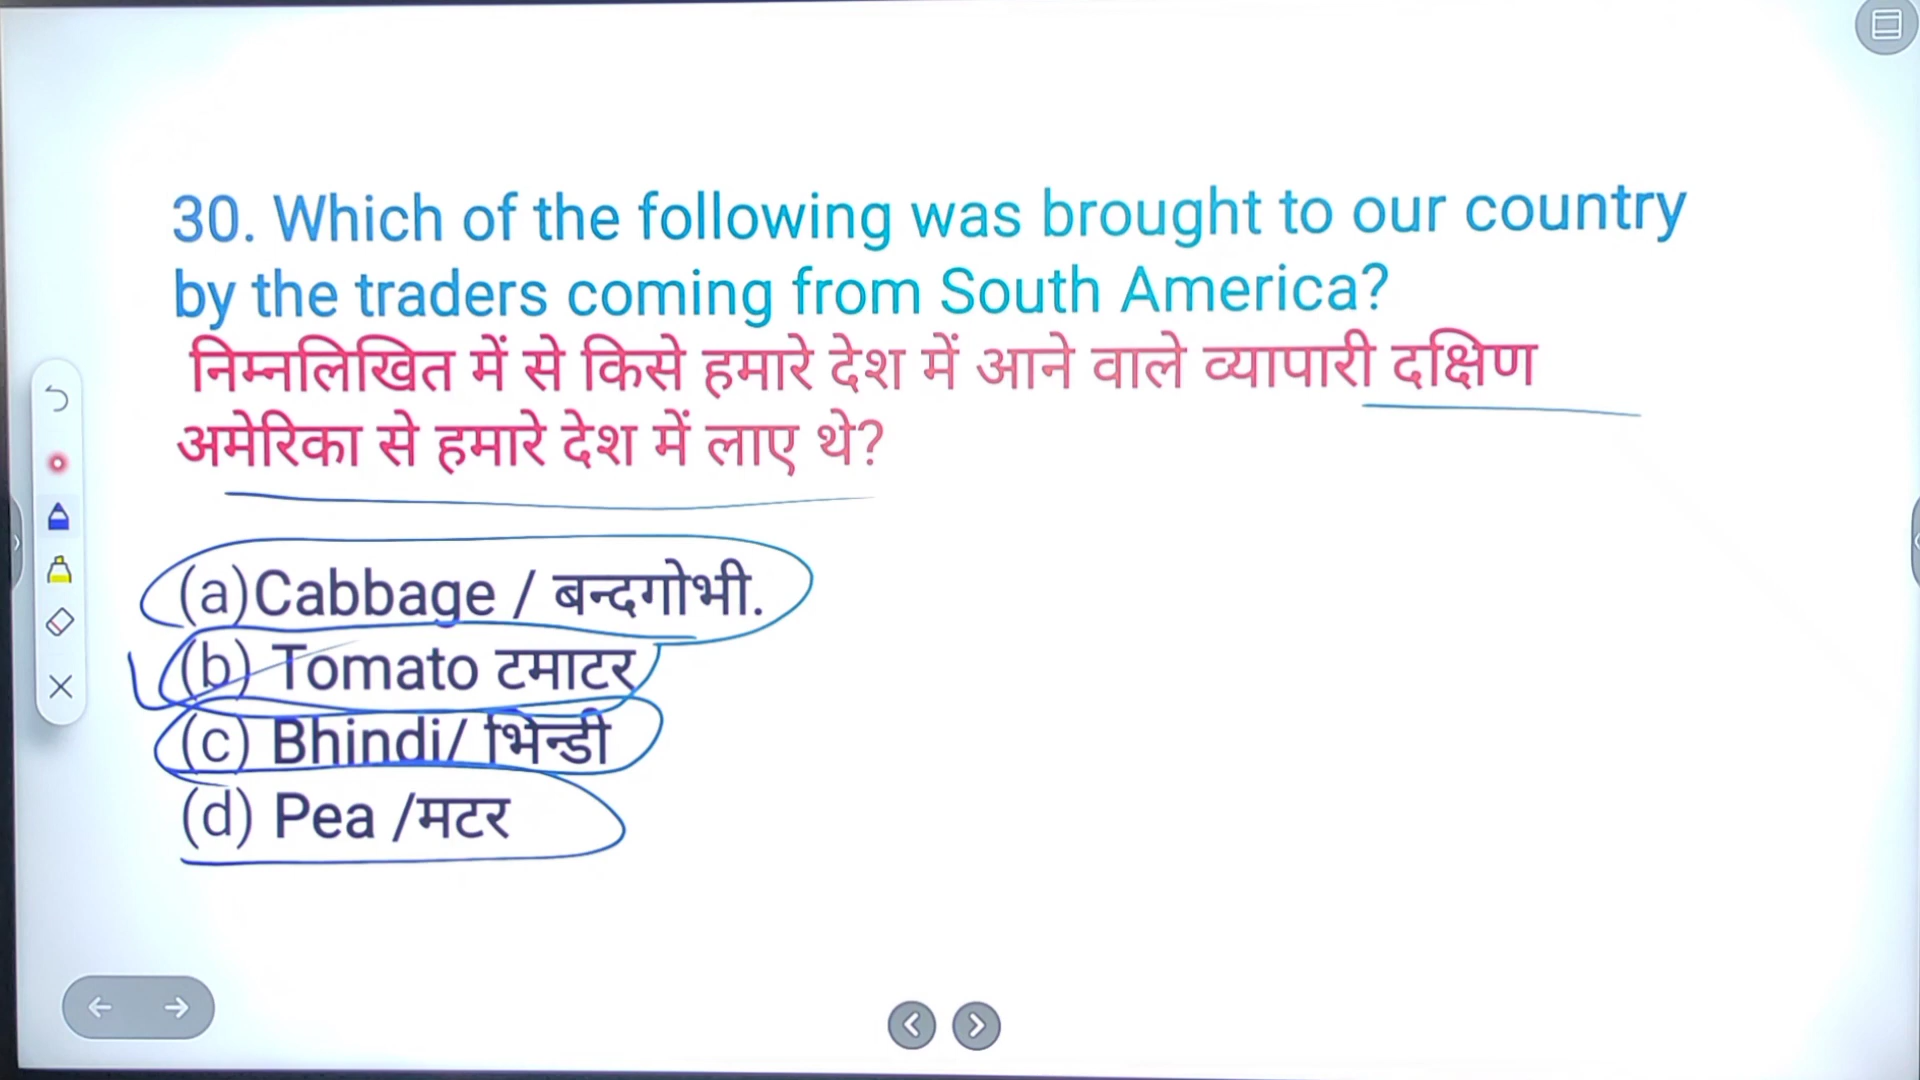 30. Which of the following was brought to our country
by the traders coming from South America?
निम्नलिखित में से किसे हमारे देश में आने वाले व्यापारी दक्षिण
अमेरिका से हमारे देश में लाए थे?
(a)Cabbage / बन्दगोभी.
(b) Tomato टमाटर
(c) Bhindi/ भिन्डी
(d) Pea /मटर